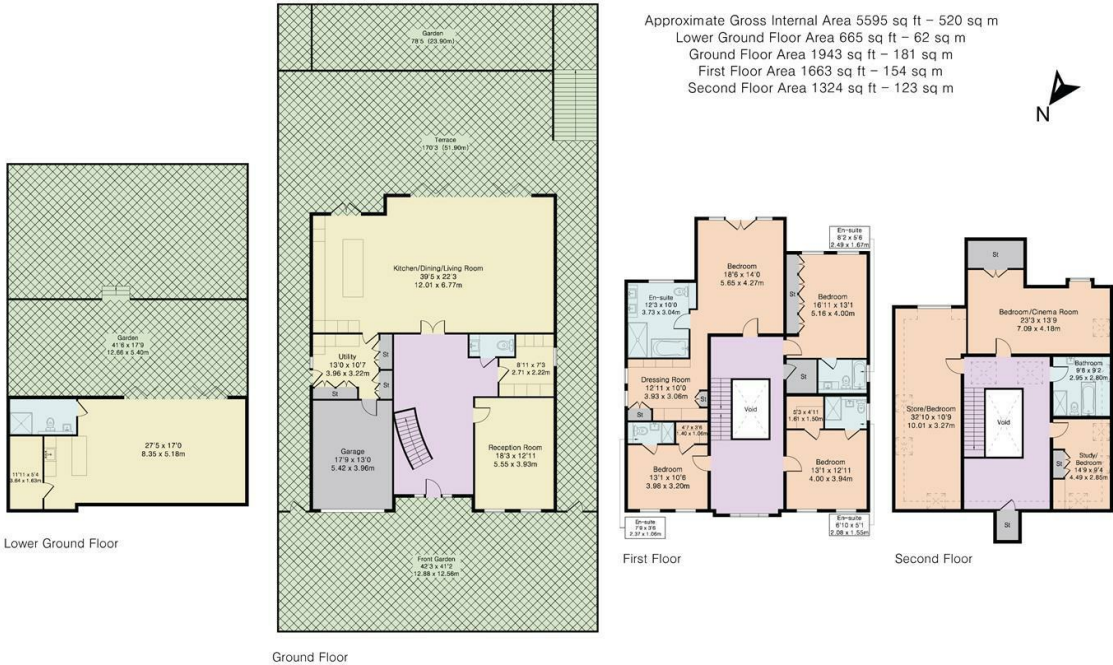 Approximate Gross Internal Area 5595 sq ft - 520 sq m
Lower Ground Floor Area 665 sq ft - 62 sq m
Ground Floor Area 1943 sq ft - 181 sq m
First Floor Area 1663 sq ft - 154 sq m
Second Floor Area 1324 sq ft - 123 sq m
N
Garden
41'6 x 17'9
12.66 x 5.40m
27'5 x 17'0
8.35 x 5.18m
11'11 x 5'4
3.64 x 1.63m
Lower Ground Floor
Garden
78'5 (23.90m)
Terrace
170'3 (51.90m)
Kitchen/Dining/Living Room
39'5 x 22'3
12.01 x 6.77m
Utility
13'0 x 10'7
3.96 x 3.22m
St
St
St
8'11 x 7'3
2.71 x 2.22m
Garage
17'9 x 13'0
5.42 x 3.96m
Reception Room
18'3 x 12'11
5.55 x 3.93m
Front Garden
42'3 x 41'2
12.88 x 12.56m
Ground Floor
En-suite
8'2 x 5'6
2.49 x 1.67m
Bedroom
18'6 x 14'0
5.65 x 4.27m
St
Bedroom
16'11 x 13'1
5.16 x 4.00m
En-suite
12'3 x 10'0
3.73 x 3.04m
Dressing Room
12'11 x 10'0
3.93 x 3.06m
St
St
St
Void
5'3 x 4'11
1.61 x 1.50m
4'7 x 3'6
1.40 x 1.06m
Bedroom
13'1 x 10'6
3.98 x 3.20m
Bedroom
13'1 x 12'11
4.00 x 3.94m
En-suite
7'9 x 3'6
2.37 x 1.06m
En-suite
6'10 x 5'1
2.08 x 1.55m
First Floor
St
Bedroom/Cinema Room
23'3 x 13'9
7.09 x 4.18m
Bathroom
9'8 x 9'2
2.95 x 2.80m
Store/Bedroom
32'10 x 10'9
10.01 x 3.27m
Void
St
Study/
Bedroom
14'9 x 9'4
4.49 x 2.85m
St
Second Floor